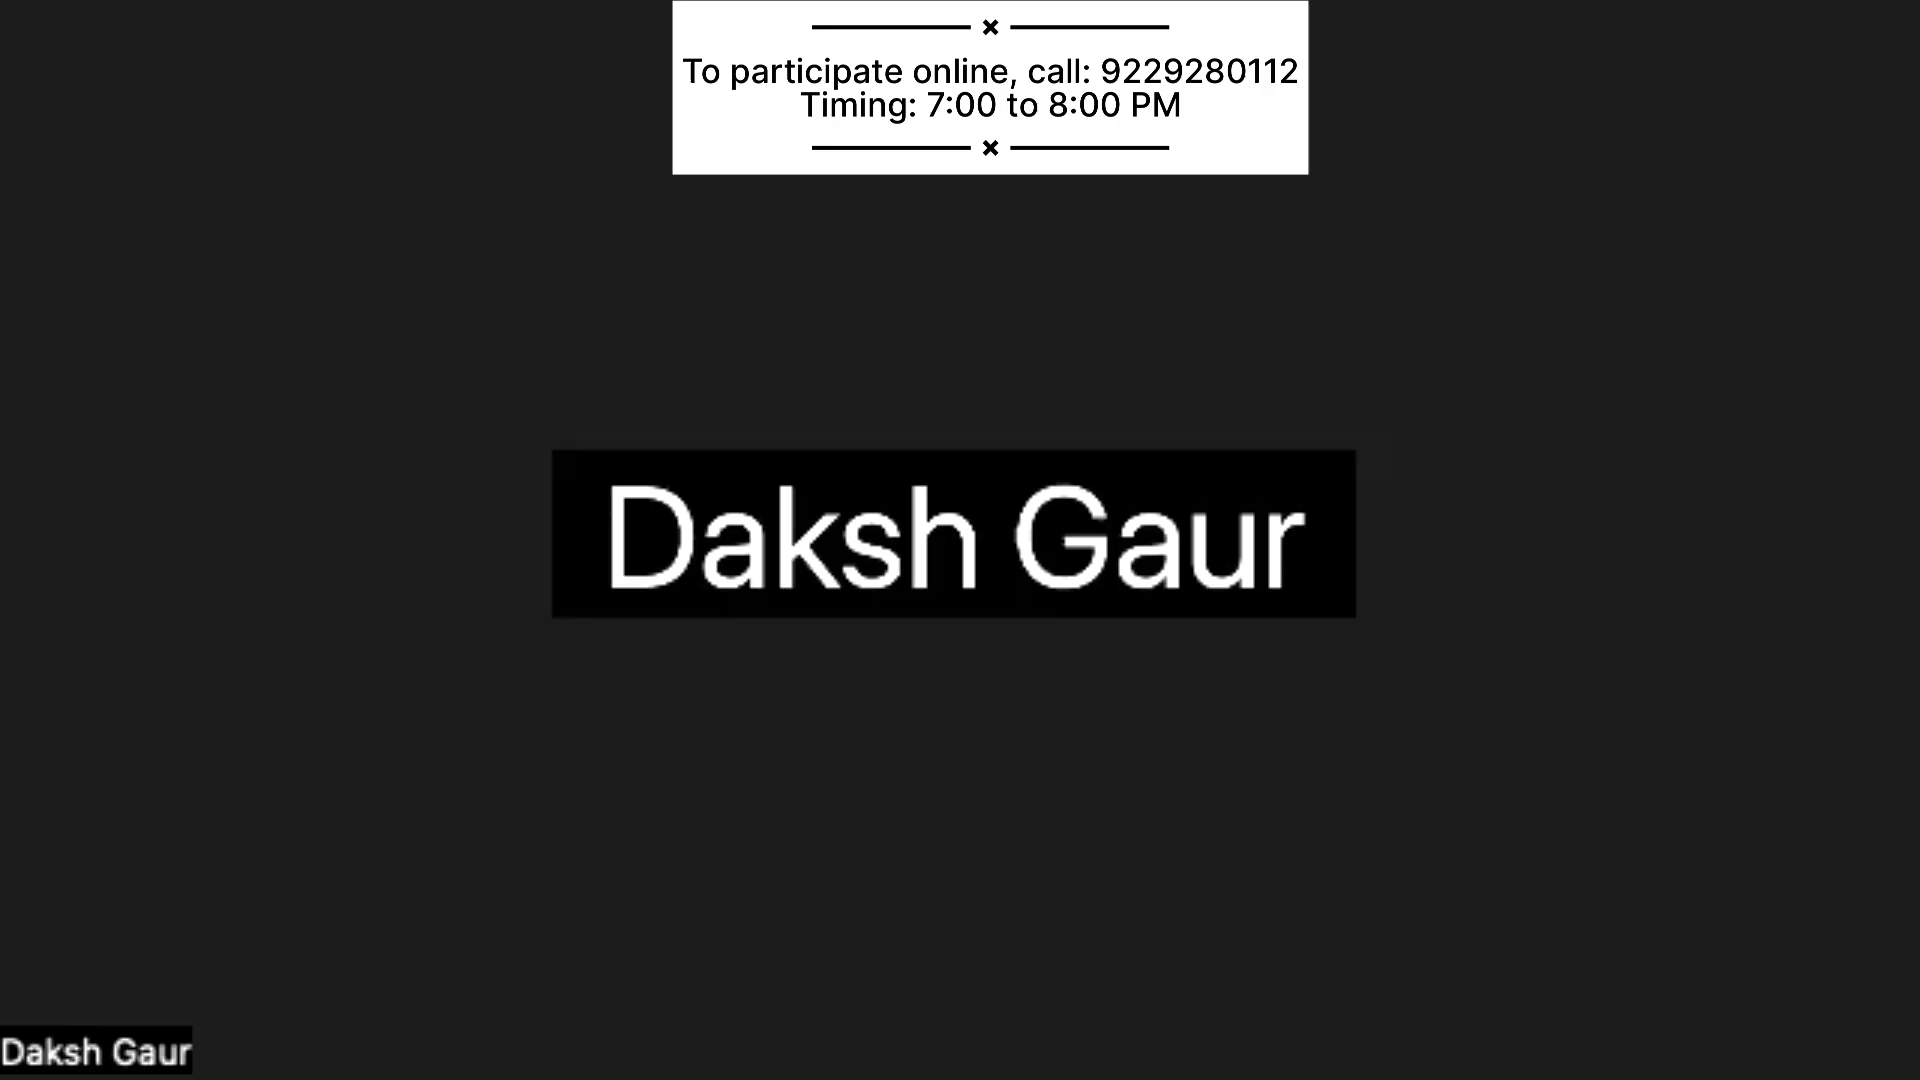 To participate online, call: 9229280112
Timing: 7:00 to 8:00 PM
Daksh Gaur
Daksh Gaur